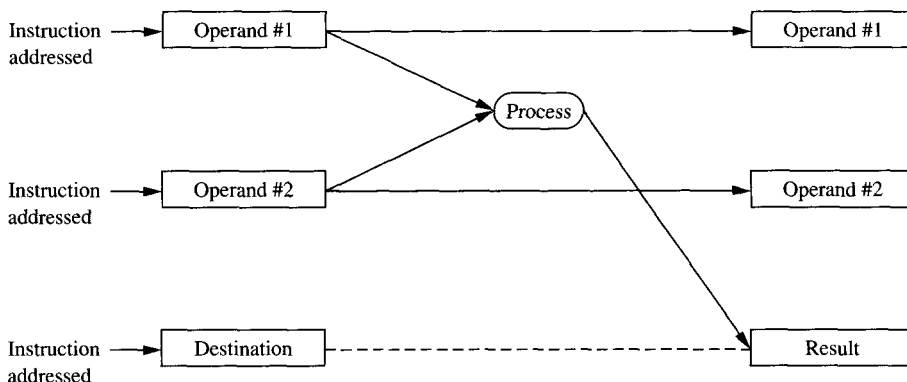 Instruction
addressed
Operand #1
Operand #1
Process
Instruction
addressed
Operand #2
Operand #2
Instruction
addressed
Destination
Result